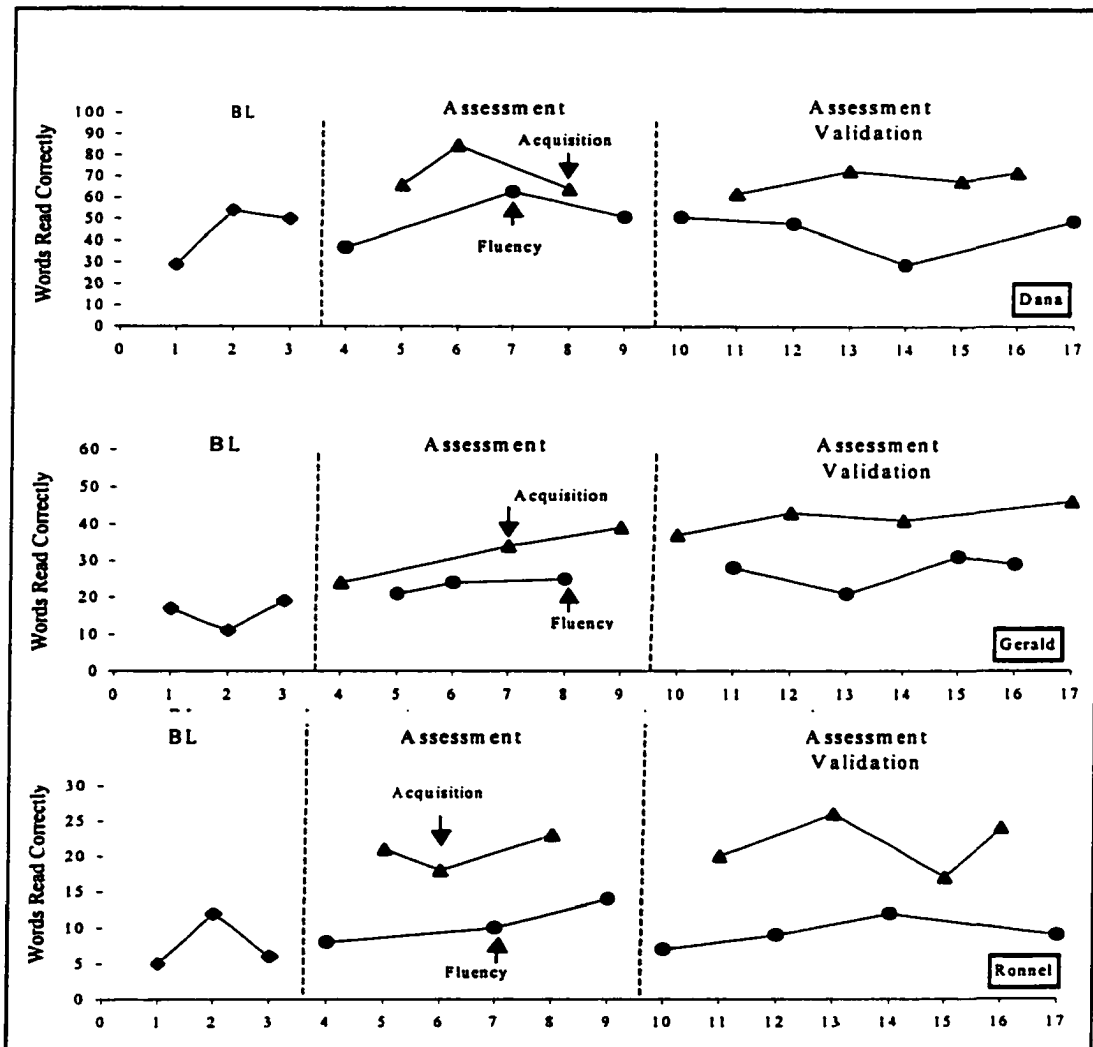 BL
Assessment
Assessment
Validation
Words Read Correctly
100
90
80
70
60
50
40
30
20
10
0
Acquisition
Fluency
Dana
0 1 2 3 4 5 6 7 8 9 10 11 12 13 14 15 16 17
BL
Assessment
Assessment
Validation
Words Read Correctly
60
50
40
30
20
10
0
Acquisition
Fluency
Gerald
0 1 2 3 4 5 6 7 8 9 10 11 12 13 14 15 16 17
BL
Assessment
Assessment
Validation
Words Read Correctly
30
25
20
15
10
5
0
Acquisition
Fluency
Ronnel
0 1 2 3 4 5 6 7 8 9 10 11 12 13 14 15 16 17